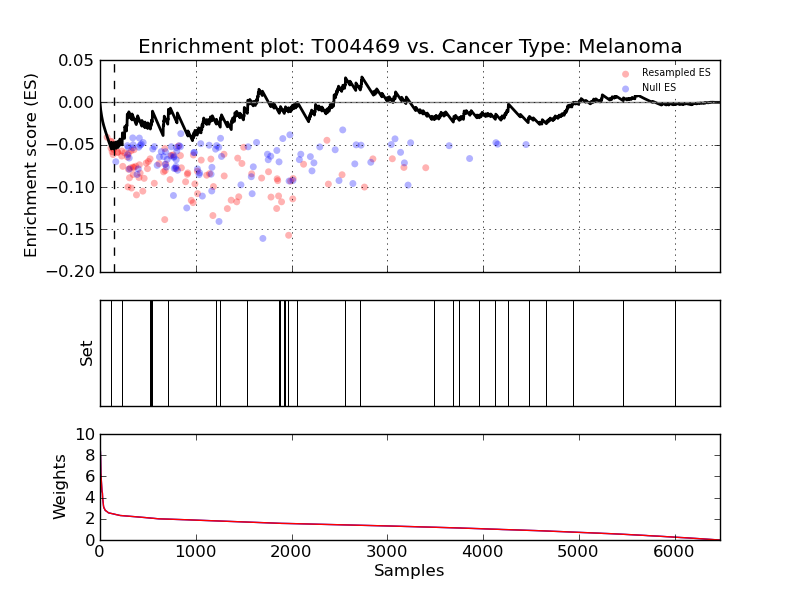 Enrichment plot: T004469 vs. Cancer Type: Melanoma
Enrichment score (ES)
0.05
0.00
−0.05
−0.10
−0.15
−0.20
Resampled ES
Null ES
Set
Weights
10
8
6
4
2
0
0 1000 2000 3000 4000 5000 6000
Samples